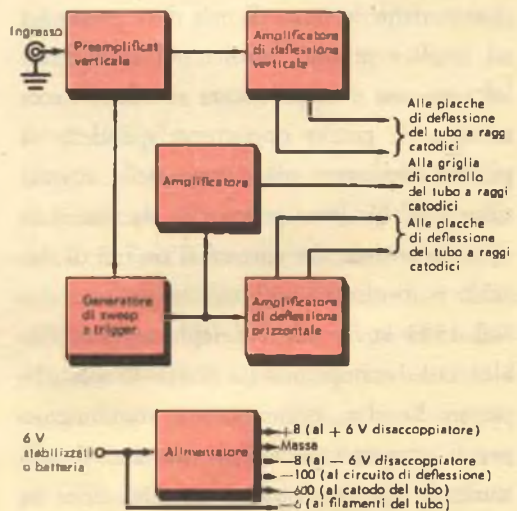 Ingresso
Preamplificat
verticale
Amplificatore
di deflessione
verticale
Alle placche
di deflessione
del tubo a raggi
catodici
Amplificatore
Alla griglia
di controllo
del tubo a raggi
catodici
Alle placche
di deflessione
del tubo a raggi
catodici
Generatore
di sweep
a trigger
Amplificatore
di deflessione
orizzontale
6 V
stabilizzati
o batteria
Alimentatore
+8 (al + 6 V disaccoppiatore)
Massa
−8 (al − 6 V disaccoppiatore
−100 (al circuito di deflessione)
−600 (al catodo del tubo)
6 (ai filamenti del tubo)